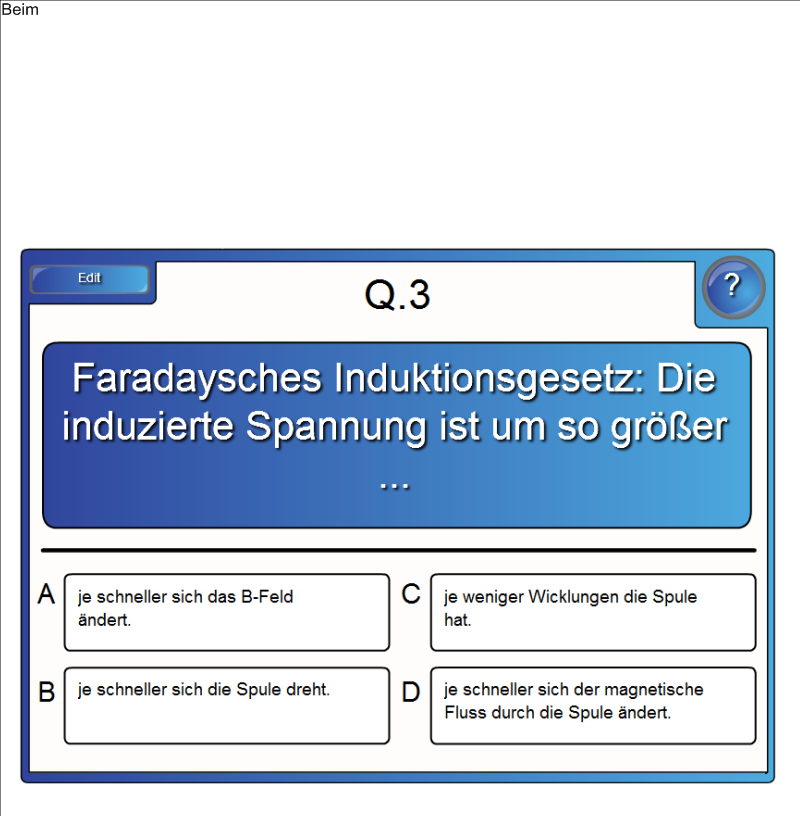 Beim
Edit
Q.3
?
Faradaysches Induktionsgesetz: Die
induzierte Spannung ist um so größer
...
A
je schneller sich das B-Feld
ändert.
C
je weniger Wicklungen die Spule
hat.
B
je schneller sich die Spule dreht.
D
je schneller sich der magnetische
Fluss durch die Spule ändert.